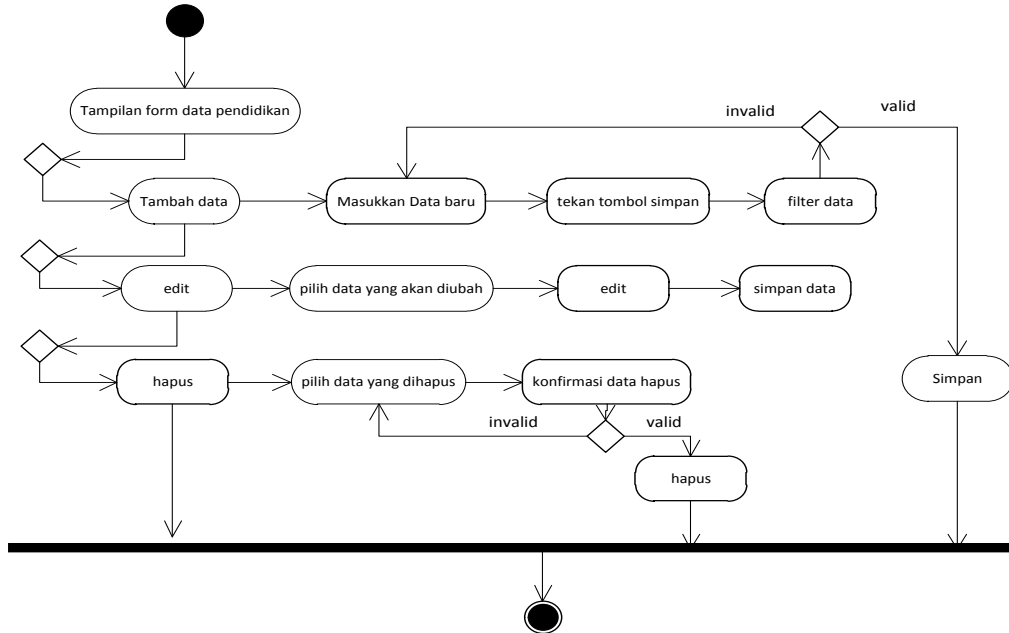 Tampilan form data pendidikan
invalid
valid
Tambah data
Masukkan Data baru
tekan tombol simpan
filter data
edit
pilih data yang akan diubah
edit
simpan data
hapus
pilih data yang dihapus
konfirmasi data hapus
Simpan
invalid
valid
hapus